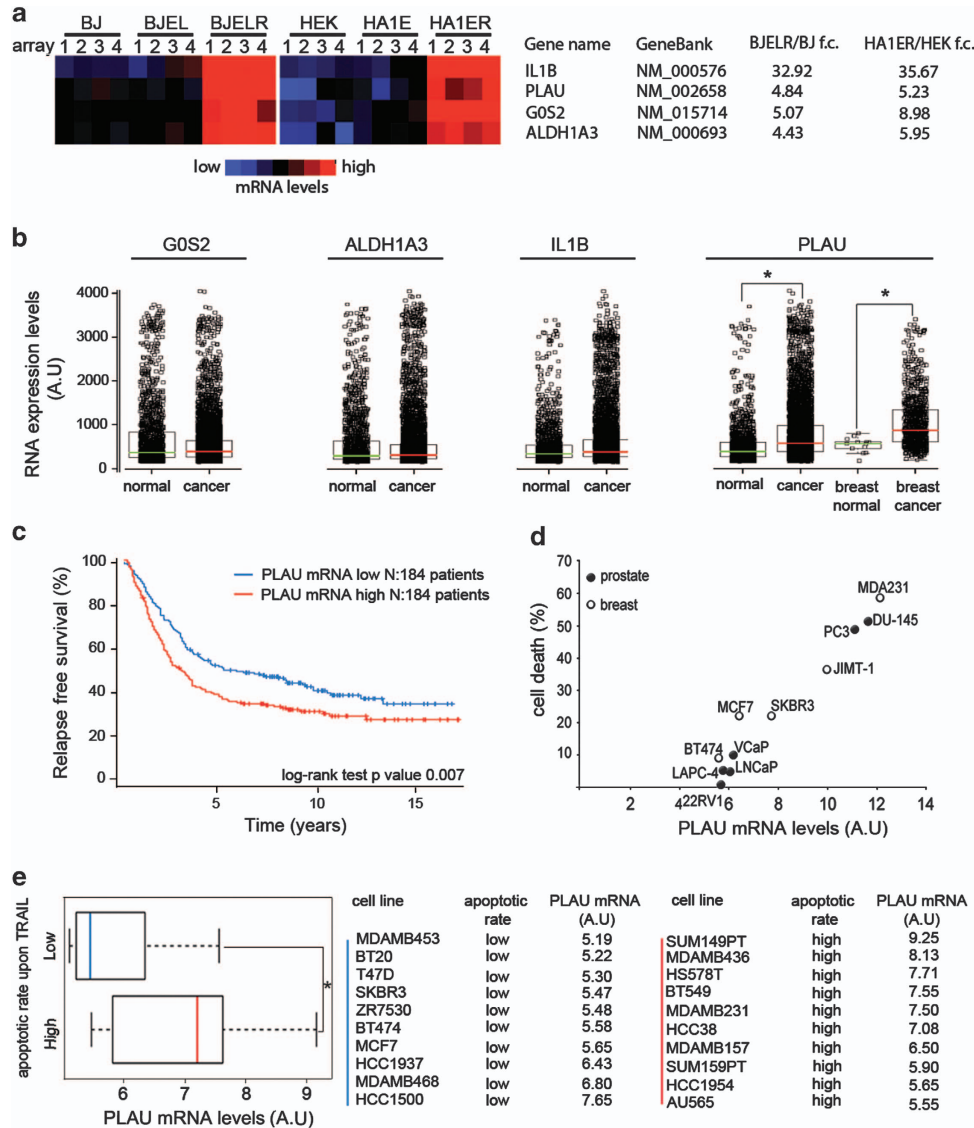 a
BJ BJEL BJELR HEK HA1E HA1ER
array 1 2 3 4 1 2 3 4 1 2 3 4 1 2 3 4 1 2 3 4 1 2 3 4
Gene name GeneBank BJELR/BJ f.c. HA1ER/HEK f.c.
IL1B NM_000576 32.92 35.67
PLAU NM_002658 4.84 5.23
G0S2 NM_015714 5.07 8.98
ALDH1A3 NM_000693 4.43 5.95
low high
mRNA levels
b
G0S2 ALDH1A3 IL1B PLAU
RNA expression levels
(A.U)
4000
3000
2000
1000
500
0
* *
normal cancer normal cancer normal cancer normal cancer breast normal breast cancer
c
Relapse free survival (%)
100
80
60
40
20
0
PLAU mRNA low N:184 patients
PLAU mRNA high N:184 patients
log-rank test p value 0.007
5 10 15
Time (years)
d
cell death (%)
70
60
50
40
30
20
10
prostate
breast
MDA231
DU-145
PC3
JIMT-1
MCF7 SKBR3
BT474 VCaP
LAPC-4 LNCaP
22RV1
2 4 6 8 10 12 14
PLAU mRNA levels (A.U)
e
apoptotic rate upon TRAIL
Low
High
*
6 7 8 9
PLAU mRNA levels (A.U)
cell line apoptotic rate PLAU mRNA (A.U)
MDAMB453 low 5.19
BT20 low 5.22
T47D low 5.30
SKBR3 low 5.47
ZR7530 low 5.48
BT474 low 5.58
MCF7 low 5.65
HCC1937 low 6.43
MDAMB468 low 6.80
HCC1500 low 7.65
cell line apoptotic rate PLAU mRNA (A.U)
SUM149PT high 9.25
MDAMB436 high 8.13
HS578T high 7.71
BT549 high 7.55
MDAMB231 high 7.50
HCC38 high 7.08
MDAMB157 high 6.50
SUM159PT high 5.90
HCC1954 high 5.65
AU565 high 5.55